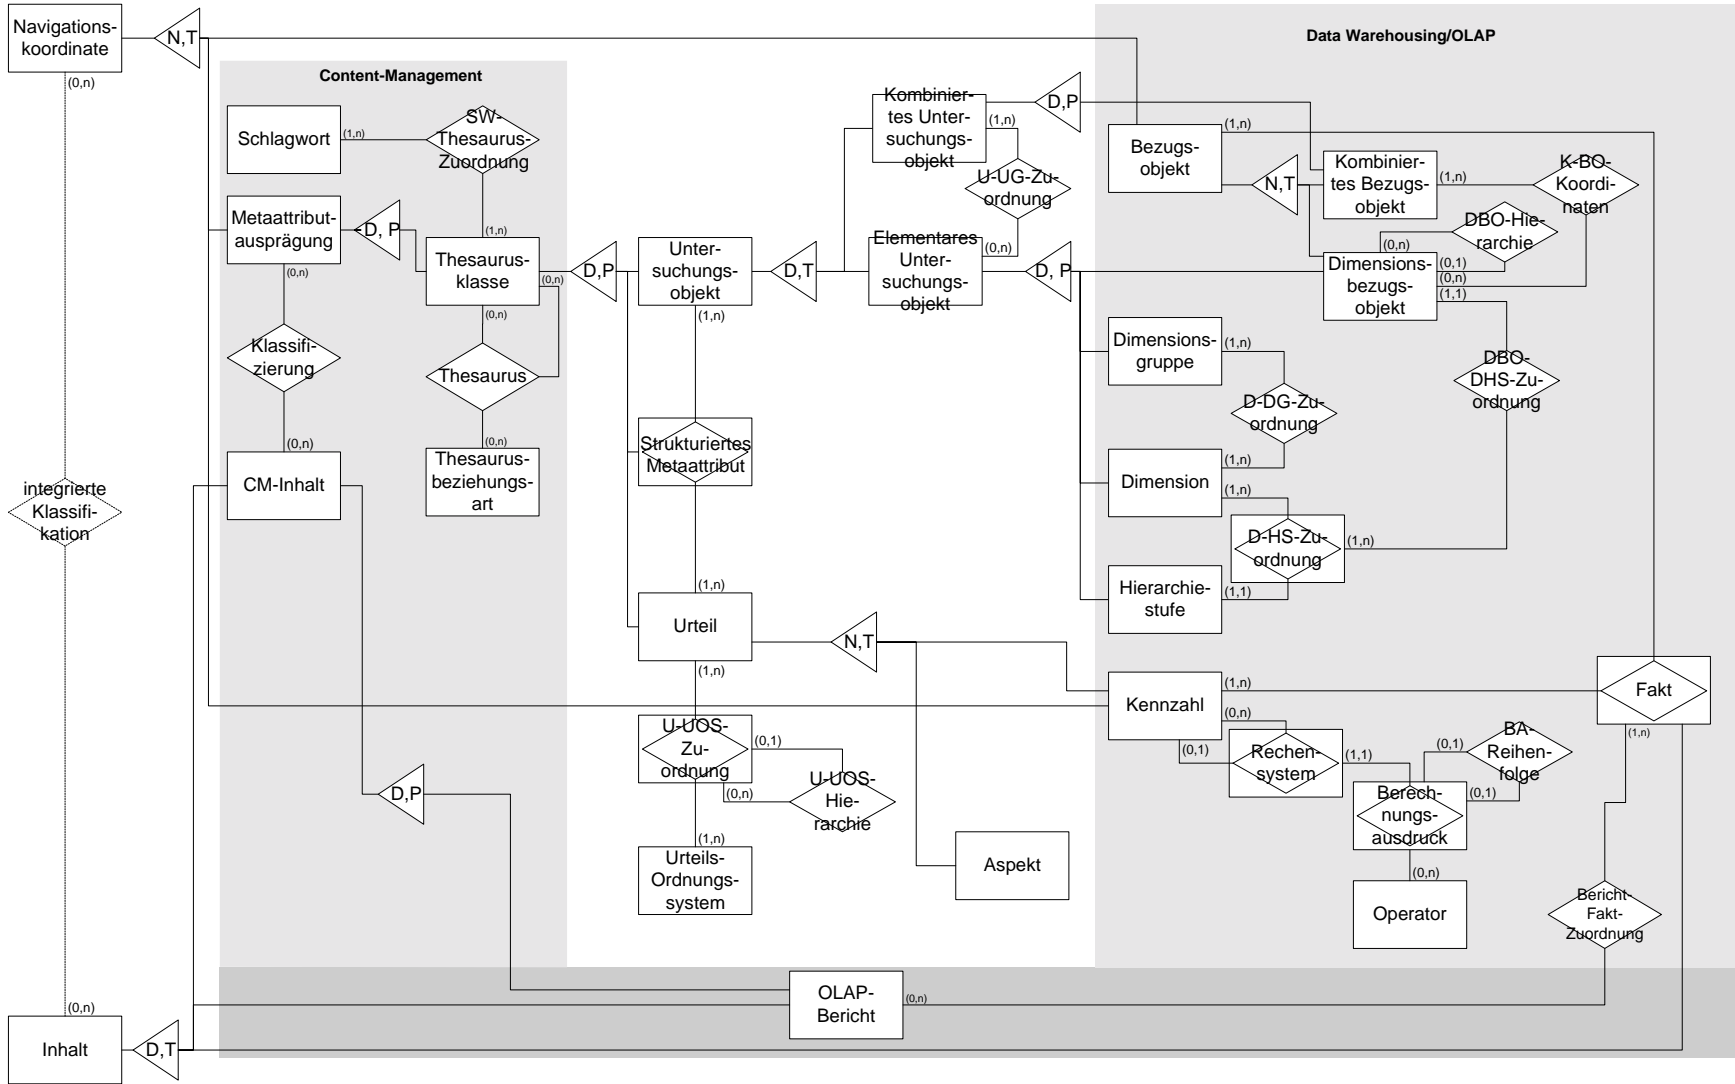 Navigations-
koordinate
(0,n)
N,T
integrierte
Klassifi-
kation
(0,n)
Inhalt
D,T
Content-Management
Schlagwort
(1,n)
SW-
Thesaurus-
Zuordnung
(1,n)
Metaattribut-
ausprägung
(0,n)
D, P
Thesaurus-
klasse
(0,n)
(0,n)
Klassifi-
zierung
Thesaurus
(0,n)
CM-Inhalt
(0,n)
Thesaurus-
beziehungs-
art
D,P
D,P
Unter-
suchungs-
objekt
(1,n)
D,T
Strukturiertes
Metaattribut
(1,n)
Urteil
(1,n)
N,T
U-UOS-
Zu-
ordnung
(0,1)
(0,n)
U-UOS-
Hie-
rarchie
(1,n)
Urteils-
Ordnungs-
system
Aspekt
Kombinier-
tes Unter-
suchungs-
objekt
(1,n)
D,P
U-UG-Zu-
ordnung
(0,n)
Elementares
Unter-
suchungs-
objekt
D, P
Data Warehousing/OLAP
Bezugs-
objekt
(1,n)
N,T
Kombinier-
tes Bezugs-
objekt
(1,n)
K-BO-
Koordi-
naten
DBO-Hie-
rarchie
(0,n)
Dimensions-
bezugs-
objekt
(0,1)
(0,n)
(1,1)
Dimensions-
gruppe
(1,n)
DBO-
DHS-Zu-
ordnung
D-DG-Zu-
ordnung
(1,n)
Dimension
(1,n)
D-HS-Zu-
ordnung
(1,n)
Hierarchie-
stufe
(1,1)
Kennzahl
(1,n)
(0,n)
(0,1)
Fakt
(1,n)
Rechen-
system
(1,1)
BA-
Reihen-
folge
(0,1)
(0,1)
Berech-
nungs-
ausdruck
(0,n)
Operator
Bericht-
Fakt-
Zuordnung
OLAP-
Bericht
(0,n)